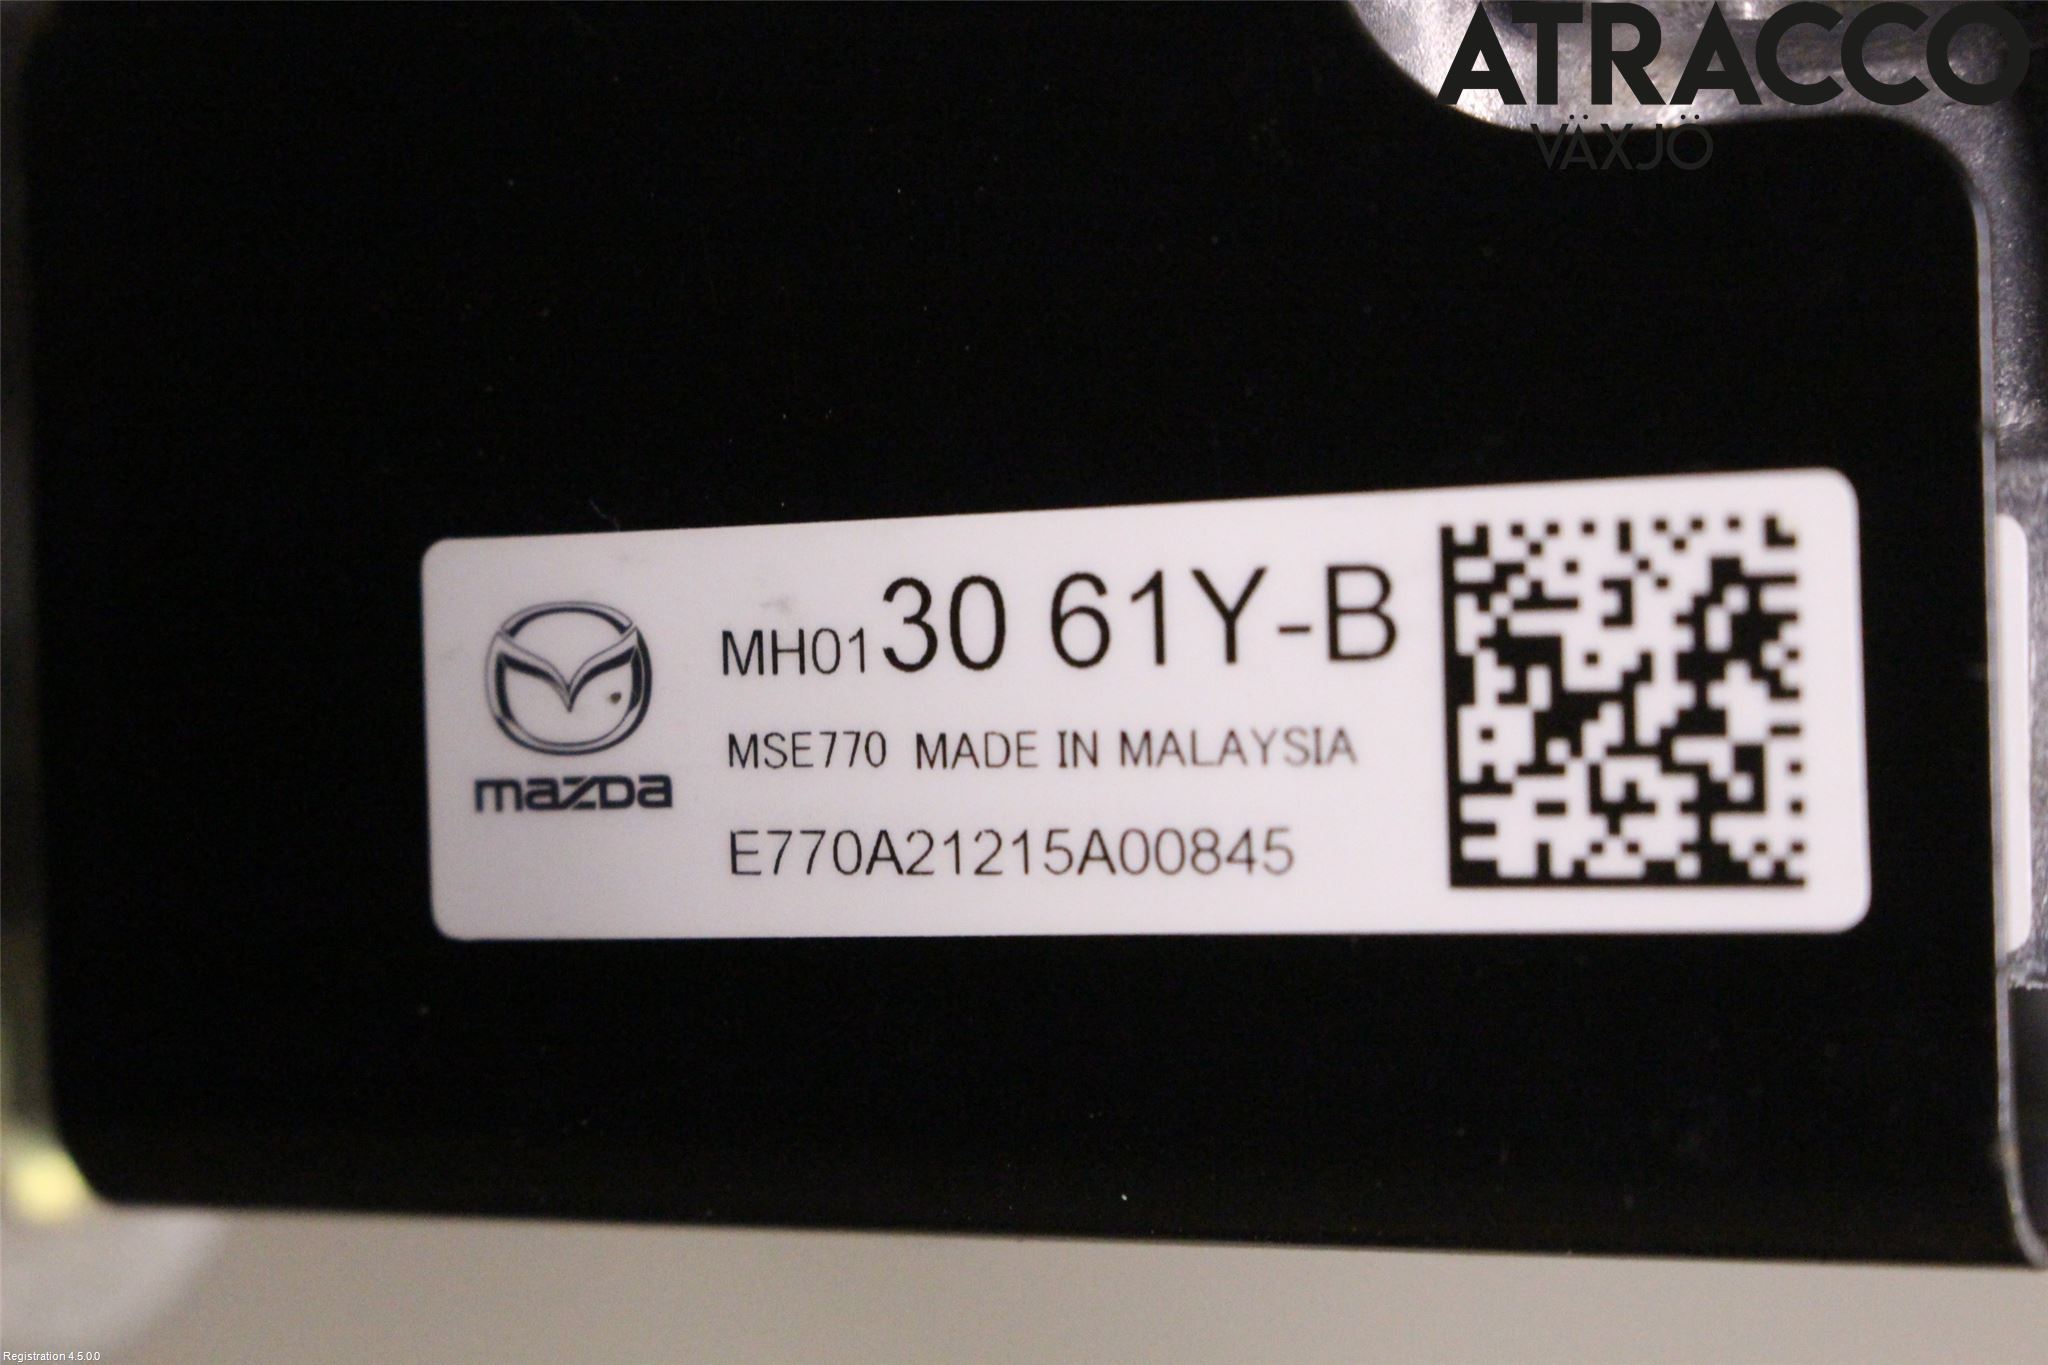 ATRACCO
VÄXJÖ
MH01 30 61Y-B
MSE770 MADE IN MALAYSIA
mazda
E770A21215A00845
Registration 4.5.0.0